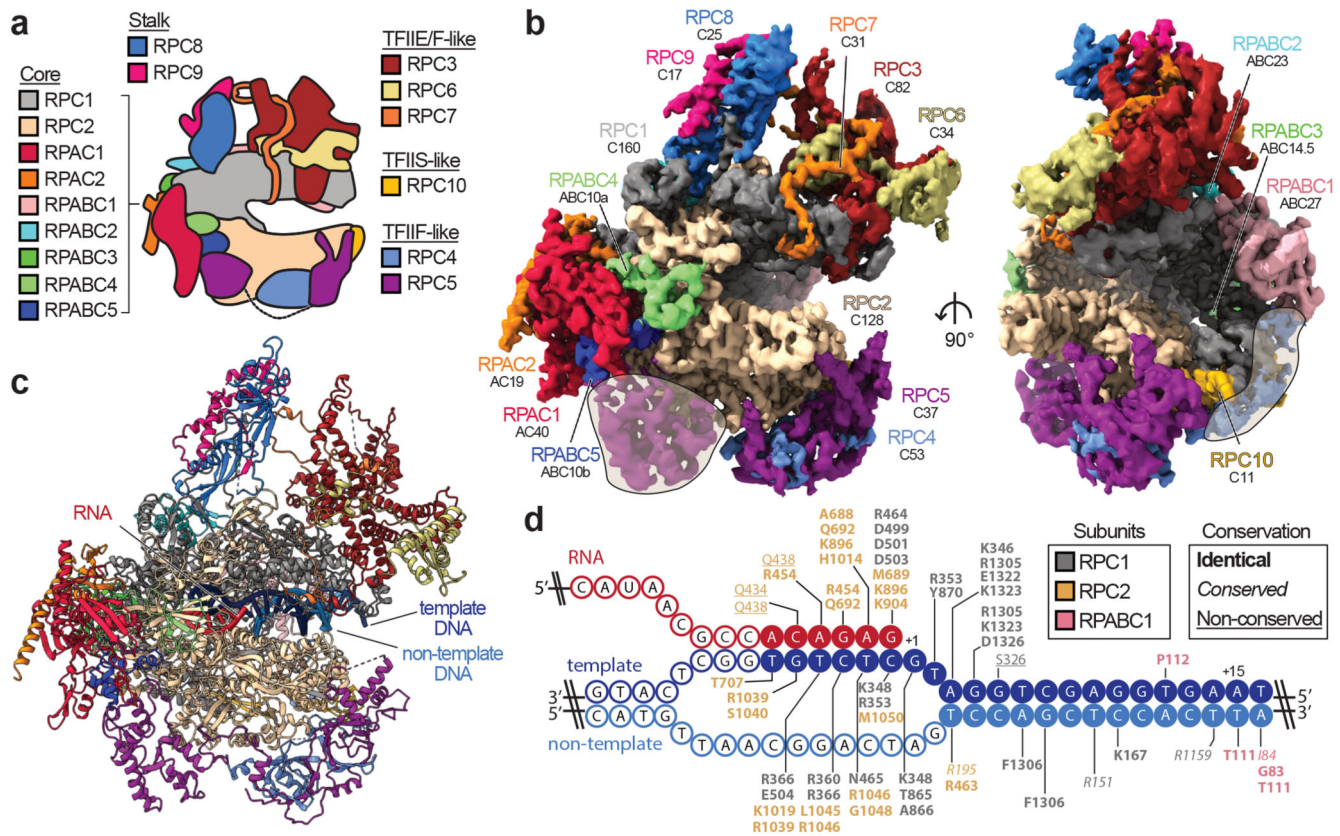 a
Stalk
RPC8
RPC9
Core
RPC1
RPC2
RPAC1
RPAC2
RPABC1
RPABC2
RPABC3
RPABC4
RPABC5
TFIIE/F-like
RPC3
RPC6
RPC7
TFIIS-like
RPC10
TFIIF-like
RPC4
RPC5
b
RPC8
C25
RPC9
C17
RPC7
C31
RPC3
C82
RPC6
C34
RPC1
C160
RPABC4
ABC10a
RPC2
C128
RPAC2
AC19
RPAC1
AC40
RPABC5
ABC10b
RPC5
C37
RPC4
C53
90°
RPABC2
ABC23
RPABC3
ABC14.5
RPABC1
ABC27
RPC10
C11
c
RNA
template
DNA
non-template
DNA
d
RNA
5′
C A U A A C G C C A C A G A G
Q434
Q438
Q438
R454
R454
Q692
A688
Q692
K896
H1014
R464
D499
D501
D503
M689
K896
K904
+1
R353
Y870
K346
R1305
E1322
K1323
R1305
K1323
D1326
S326
P112
+15
Subunits
RPC1
RPC2
RPABC1
Conservation
Identical
Conserved
Non-conserved
template
3′
G T A C T C G G T G T C T C G T A G G T C G A G G T G A A T
5′
5′
C A T G T T A A C G G A C T A G T C C A G C T C C A C T T A
3′
non-template
T707
R1039
S1040
K348
R353
M1050
R366
E504
K1019
R1039
R360
R366
L1045
R1046
N465
R1046
G1048
K348
T865
A866
R195
R463
F1306
F1306
R151
K167
R1159
T111
I84
G83
T111